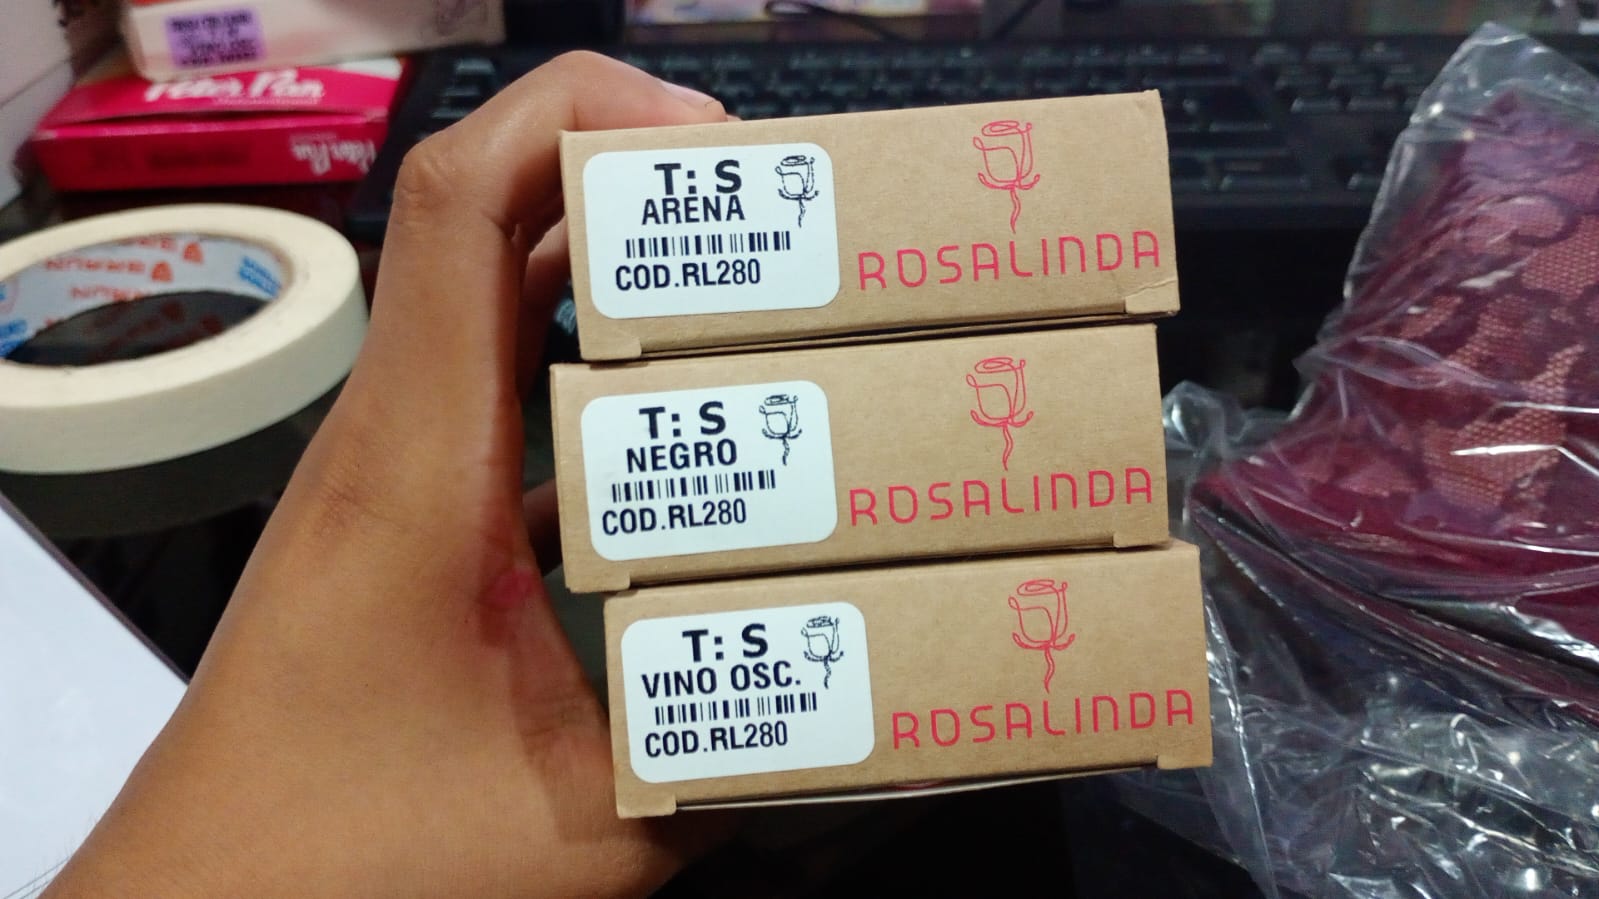 Peter Pan
T: S
ARENA
COD.RL280
ROSALINDA
T: S
NEGRO
COD.RL280
ROSALINDA
T: S
VINO OSC.
COD.RL280
ROSALINDA